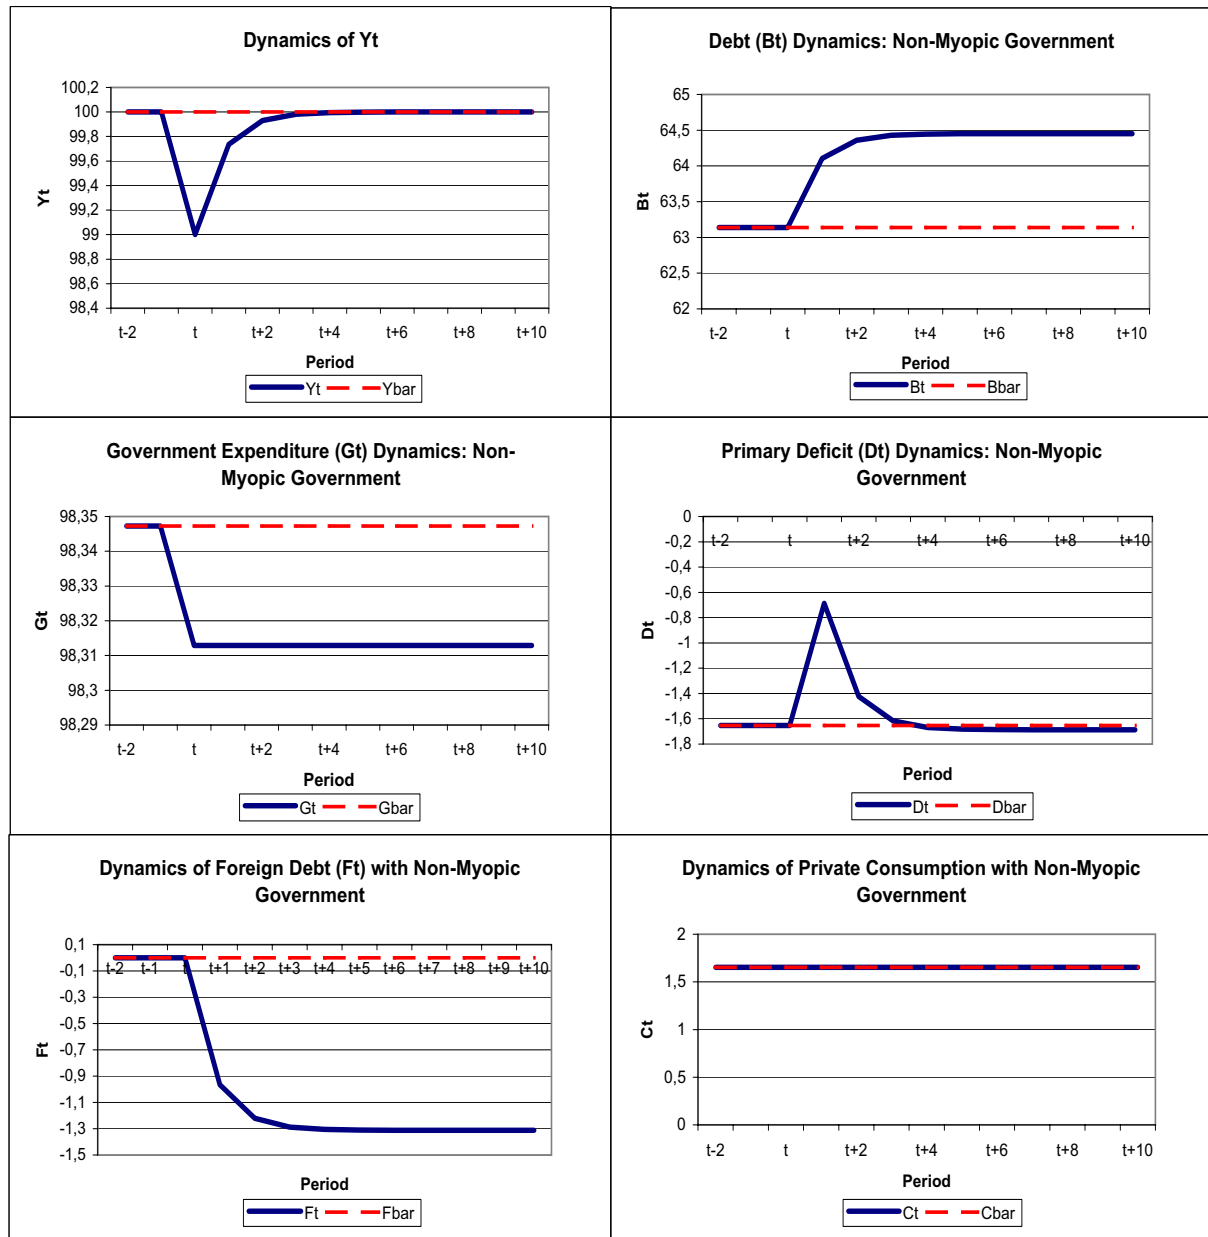 Dynamics of Yt
100,2
100
99,8
99,6
99,4
99,2
99
98,8
98,6
98,4
Yt
t-2 t t+2 t+4 t+6 t+8 t+10
Period
Yt Ybar
Debt (Bt) Dynamics: Non-Myopic Government
65
64,5
64
63,5
63
62,5
62
Bt
t-2 t t+2 t+4 t+6 t+8 t+10
Period
Bt Bbar
Government Expenditure (Gt) Dynamics: Non-
Myopic Government
98,35
98,34
98,33
98,32
98,31
98,3
98,29
Gt
t-2 t t+2 t+4 t+6 t+8 t+10
Period
Gt Gbar
Primary Deficit (Dt) Dynamics: Non-Myopic
Government
0
-0,2
-0,4
-0,6
-0,8
-1
-1,2
-1,4
-1,6
-1,8
Dt
t-2 t t+2 t+4 t+6 t+8 t+10
Period
Dt Dbar
Dynamics of Foreign Debt (Ft) with Non-Myopic
Government
0,1
-0,1
-0,3
-0,5
-0,7
-0,9
-1,1
-1,3
-1,5
Ft
t-2 t-1 t t+1 t+2 t+3 t+4 t+5 t+6 t+7 t+8 t+9 t+10
Period
Ft Fbar
Dynamics of Private Consumption with Non-Myopic
Government
2
1,5
1
0,5
0
Ct
t-2 t t+2 t+4 t+6 t+8 t+10
Period
Ct Cbar